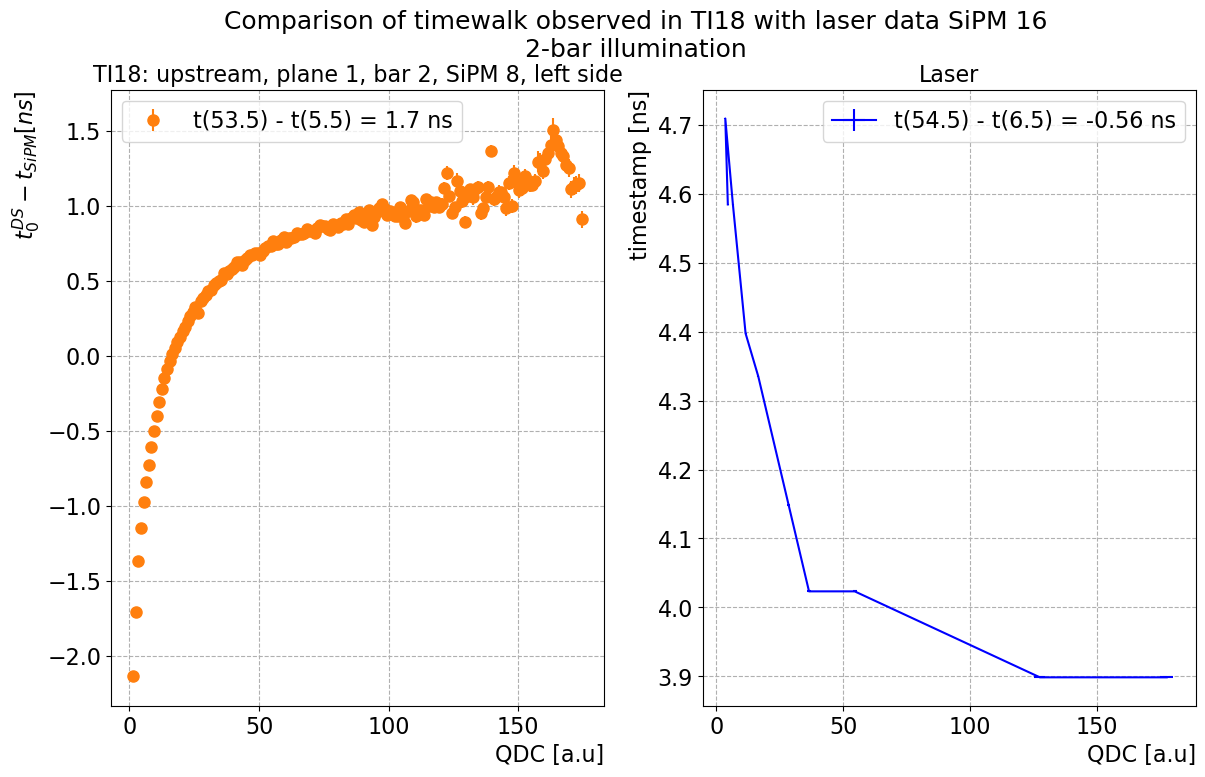 Comparison of timewalk observed in TI18 with laser data SiPM 16
2-bar illumination
TI18: upstream, plane 1, bar 2, SiPM 8, left side
t(53.5) - t(5.5) = 1.7 ns
t₀ᴰˢ − t_SiPM[ns]
1.5
1.0
0.5
0.0
−0.5
−1.0
−1.5
−2.0
0
50
100
150
QDC [a.u]
Laser
t(54.5) - t(6.5) = -0.56 ns
timestamp [ns]
4.7
4.6
4.5
4.4
4.3
4.2
4.1
4.0
3.9
0
50
100
150
QDC [a.u]